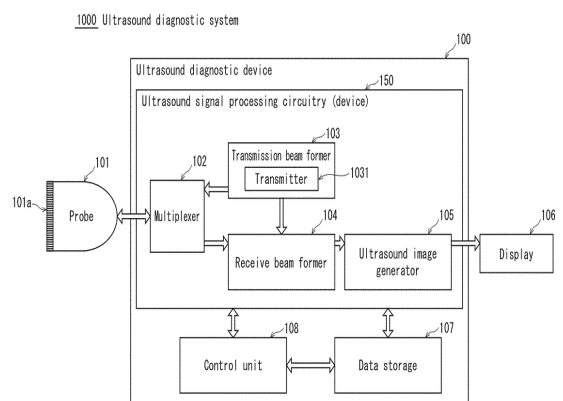 1000 Ultrasound diagnostic system
100
Ultrasound diagnostic device
150
Ultrasound signal processing circuitry (device)
103
Transmission beam former
Transmitter
1031
101
102
101a
Probe
Multiplexer
104
105
106
Receive beam former
Ultrasound image
generator
Display
108
107
Control unit
Data storage